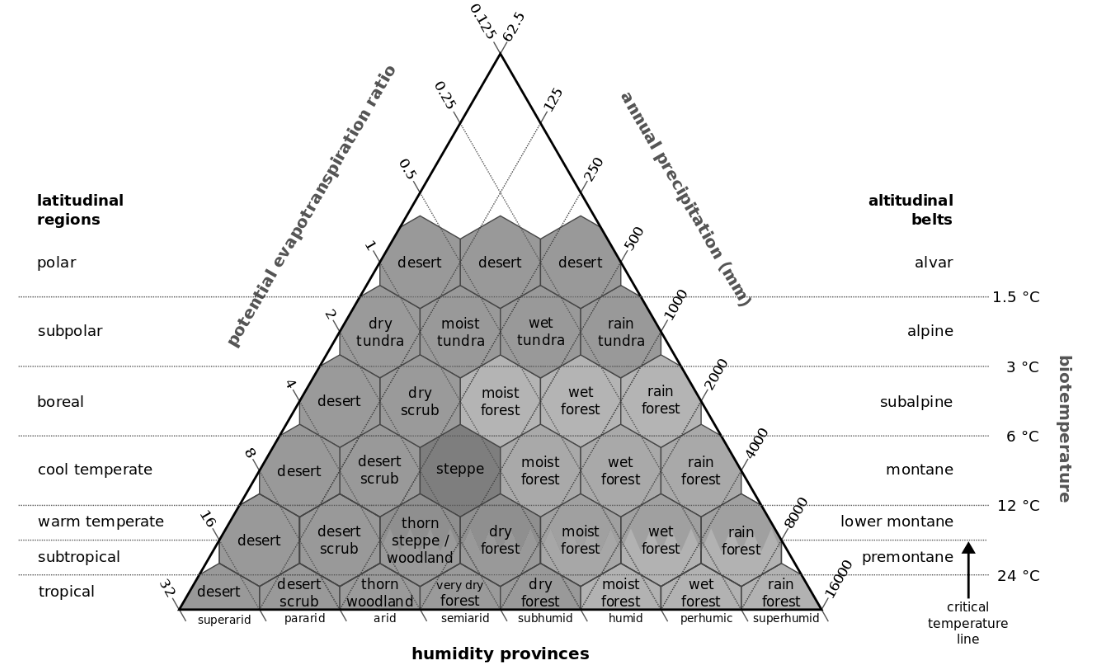 0.125
62.5
0.25
125
0.5
250
1
500
2
1000
4
2000
8
4000
16
8000
32
16000
potential evapotranspiration ratio
annual precipitation (mm)
latitudinal
regions
altitudinal
belts
polar
desert
desert
desert
alvar
1.5 °C
subpolar
dry
tundra
moist
tundra
wet
tundra
rain
tundra
alpine
3 °C
boreal
desert
dry
scrub
moist
forest
wet
forest
rain
forest
subalpine
6 °C
biotemperature
cool temperate
desert
desert
scrub
steppe
moist
forest
wet
forest
rain
forest
montane
12 °C
warm temperate
subtropical
desert
desert
scrub
thorn
steppe /
woodland
dry
forest
moist
forest
wet
forest
rain
forest
lower montane
premontane
24 °C
tropical
desert
desert
scrub
thorn
woodland
very dry
forest
dry
forest
moist
forest
wet
forest
rain
forest
critical
temperature
line
superarid
pararid
arid
semiarid
subhumid
humid
perhumic
superhumid
humidity provinces